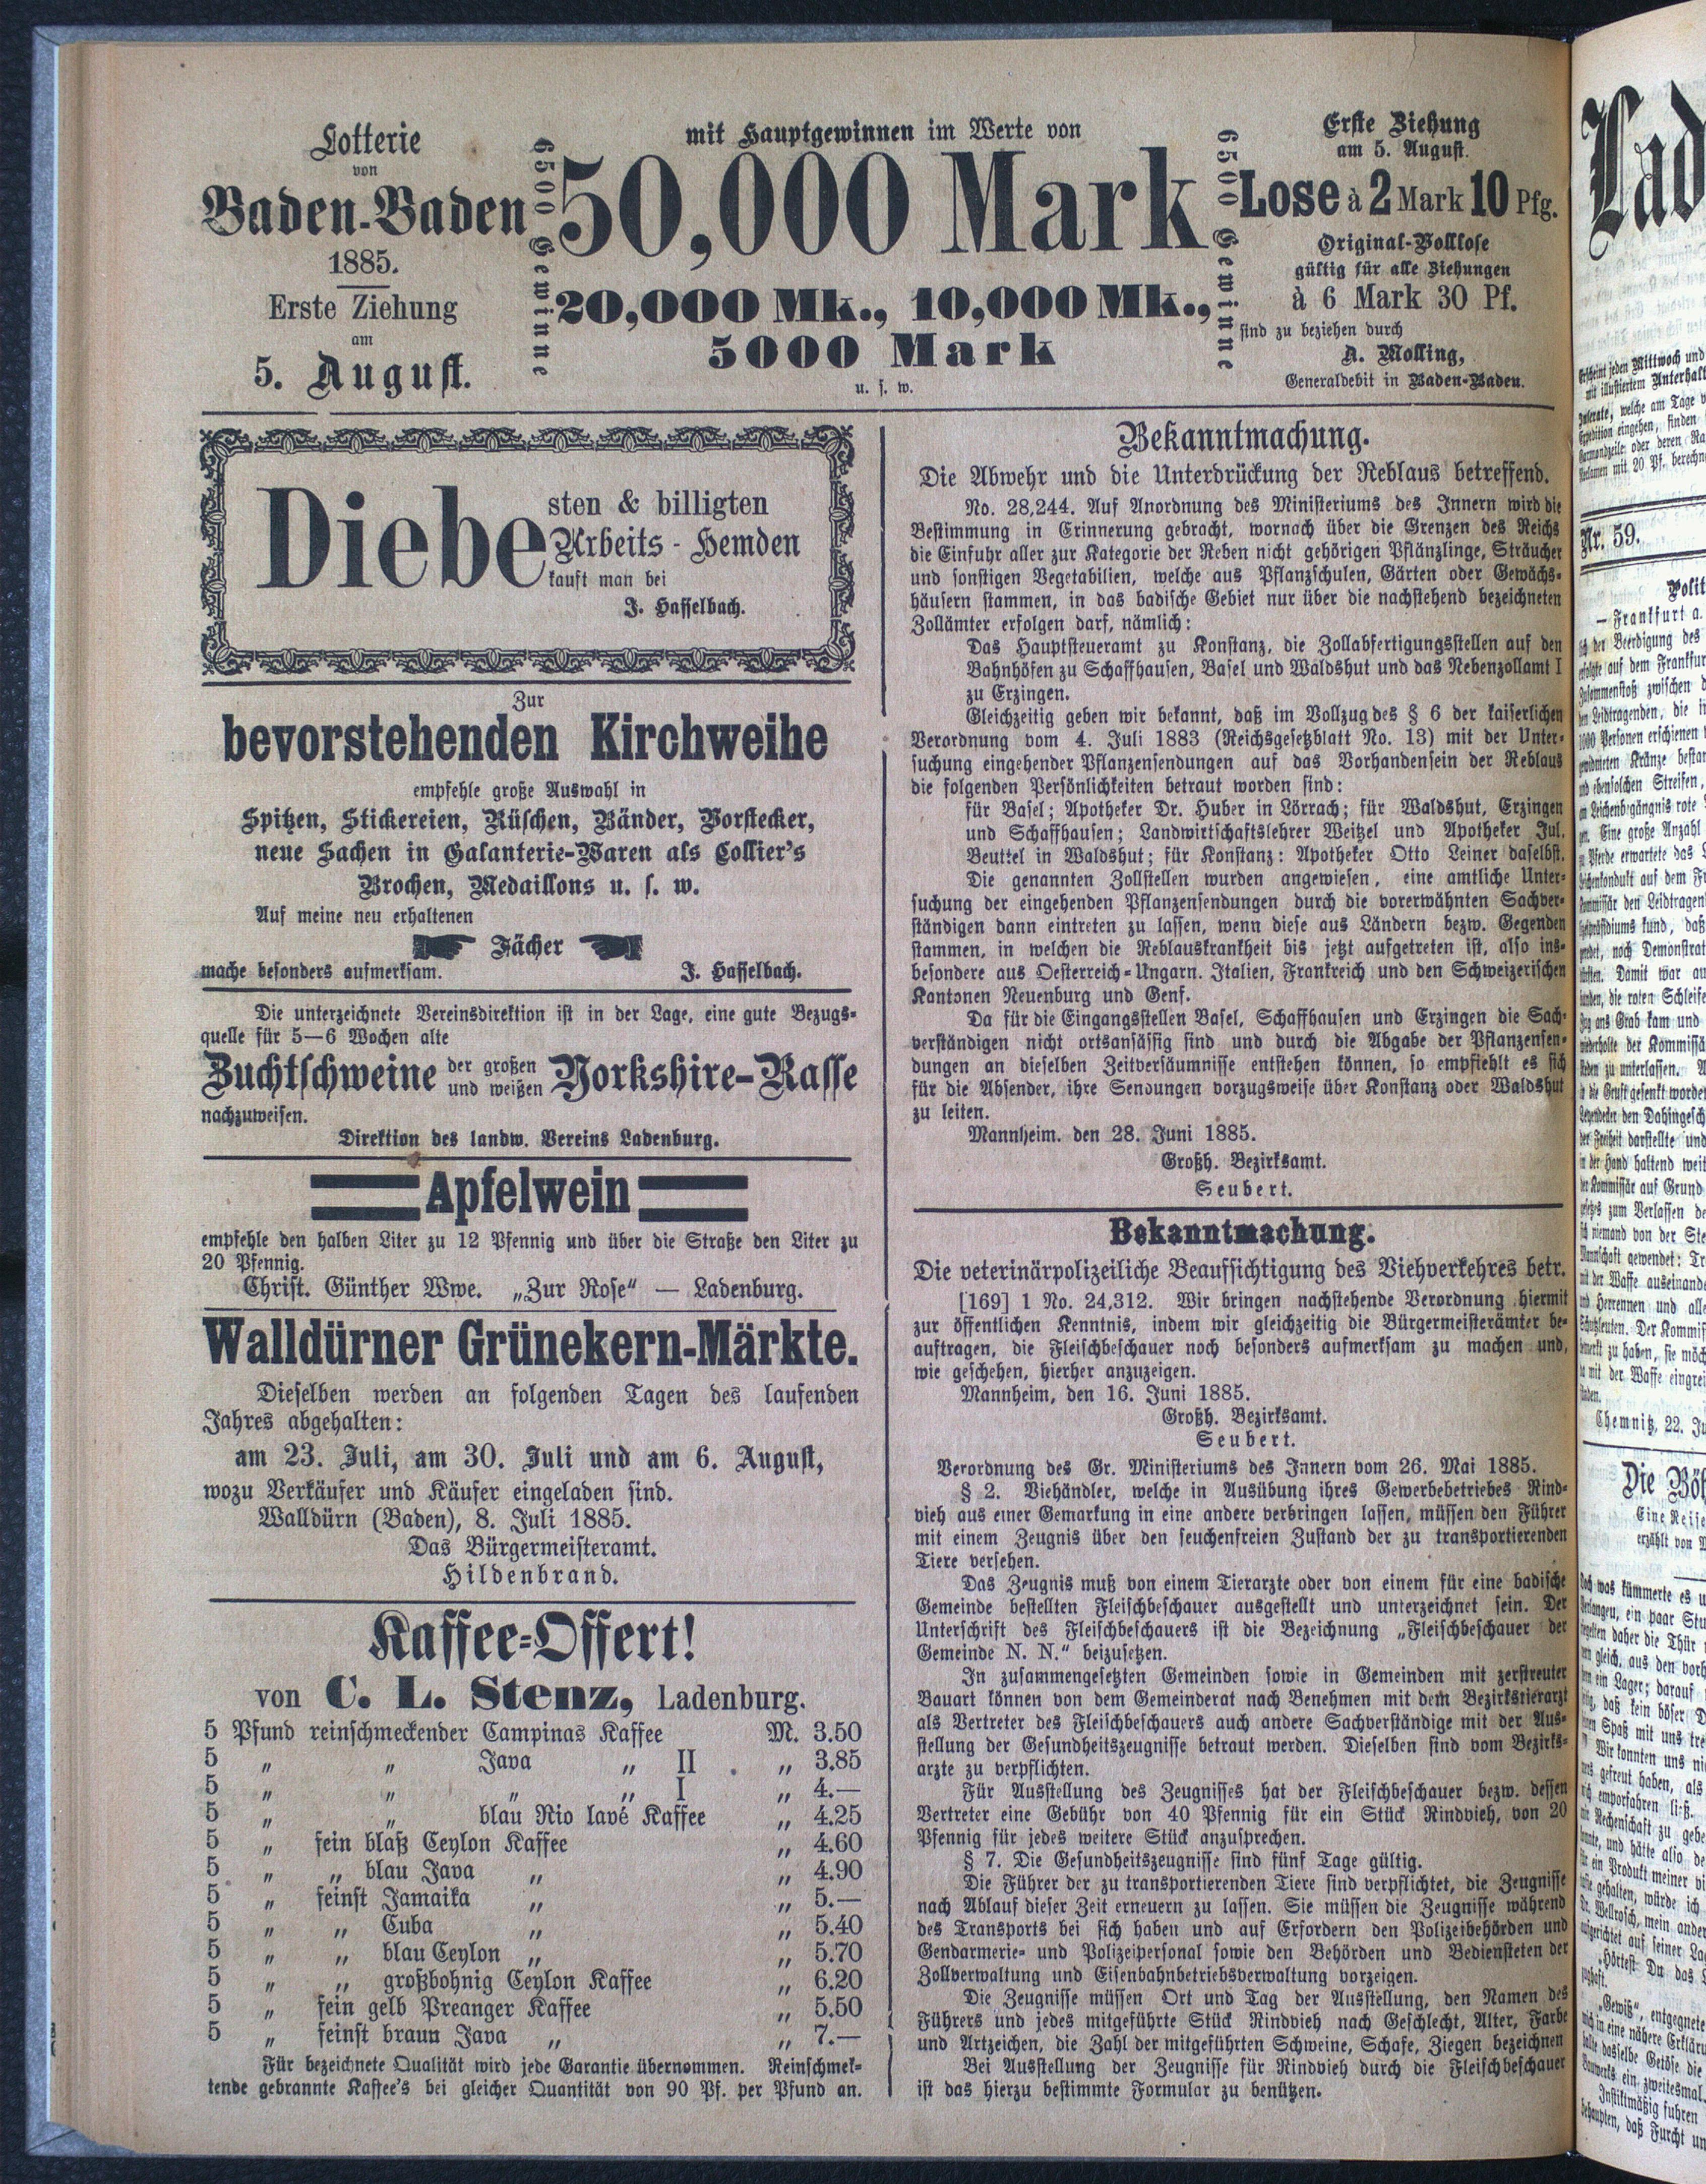 Lotterie
von
Baden-Baden
1885.
Erste Ziehung
am
5. August.
6500 Gewinne
mit Hauptgewinnen im Werte von
50,000 Mark
20,000 Mk., 10,000 Mk.,
5000 Mark
u. s. w.
6500 Gewinne
Erste Ziehung
am 5. August.
Lose à 2 Mark 10 Pfg.
Original-Volllose
gültig für alle Ziehungen
à 6 Mark 30 Pf.
sind zu beziehen durch
A. Molling,
Generaldebit in Baden-Baden.
Diebesten & billigten
Arbeits-Hemden
kauft man bei
J. Hasselbach.
Zur
bevorstehenden Kirchweihe
empfehle große Auswahl in
Spitzen, Stickereien, Rüschen, Bänder, Vorstecker,
neue Sachen in Galanterie-Waren als Collier's
Brochen, Medaillons u. s. w.
Auf meine neu erhaltenen
Fächer
mache besonders aufmerksam. J. Hasselbach.
Die unterzeichnete Vereinsdirektion ist in der Lage, eine gute Bezugs-
quelle für 5—6 Wochen alte
Zuchtschweine der großen und weißen Yorkshire-Rasse
nachzuweisen.
Direktion des landw. Vereins Ladenburg.
Apfelwein
empfehle den halben Liter zu 12 Pfennig und über die Straße den Liter zu
20 Pfennig.
Christ. Günther Wwe. „Zur Rose“ — Ladenburg.
Walldürner Grünekern-Märkte.
Dieselben werden an folgenden Tagen des laufenden
Jahres abgehalten:
am 23. Juli, am 30. Juli und am 6. August,
wozu Verkäufer und Käufer eingeladen sind.
Walldürn (Baden), 8. Juli 1885.
Das Bürgermeisteramt.
Hildenbrand.
Kaffee-Offert!
von C. L. Stenz, Ladenburg.
5 Pfund reinschmeckender Campinas Kaffee M. 3.50
5 „ „ Java „ II „ 3.85
5 „ „ „ „ I „ 4.—
5 „ „ blau Rio lavé Kaffee „ 4.25
5 „ fein blaß Ceylon Kaffee „ 4.60
5 „ „ blau Java „ „ 4.90
5 „ feinst Jamaika „ „ 5.—
5 „ „ Cuba „ „ 5.40
5 „ „ blau Ceylon „ „ 5.70
5 „ „ großbohnig Ceylon Kaffee „ 6.20
5 „ fein gelb Preanger Kaffee „ 5.50
5 „ feinst braun Java „ „ 7.—
Für bezeichnete Qualität wird jede Garantie übernommen. Reinschmek-
tende gebrannte Kaffee's bei gleicher Quantität von 90 Pf. per Pfund an.
Bekanntmachung.
Die Abwehr und die Unterdrückung der Reblaus betreffend.
No. 28,244. Auf Anordnung des Ministeriums des Innern wird die
Bestimmung in Erinnerung gebracht, wornach über die Grenzen des Reichs
die Einfuhr aller zur Kategorie der Reben nicht gehörigen Pflänzlinge, Sträucher
und sonstigen Vegetabilien, welche aus Pflanzschulen, Gärten oder Gewächs-
häusern stammen, in das badische Gebiet nur über die nachstehend bezeichneten
Zollämter erfolgen darf, nämlich:
Das Hauptsteueramt zu Konstanz, die Zollabfertigungsstellen auf den
Bahnhöfen zu Schaffhausen, Basel und Waldshut und das Nebenzollamt I
zu Erzingen.
Gleichzeitig geben wir bekannt, daß im Vollzug des § 6 der kaiserlichen
Verordnung vom 4. Juli 1883 (Reichsgesetzblatt No. 13) mit der Unter-
suchung eingehender Pflanzensendungen auf das Vorhandensein der Reblaus
die folgenden Persönlichkeiten betraut worden sind:
für Basel; Apotheker Dr. Huber in Lörrach; für Waldshut, Erzingen
und Schaffhausen; Landwirtschaftslehrer Weitzel und Apotheker Jul.
Beuttel in Waldshut; für Konstanz: Apotheker Otto Leiner daselbst.
Die genannten Zollstellen wurden angewiesen, eine amtliche Unter-
suchung der eingehenden Pflanzensendungen durch die vorerwähnten Sachver-
ständigen dann eintreten zu lassen, wenn diese aus Ländern bezw. Gegenden
stammen, in welchen die Reblauskrankheit bis jetzt aufgetreten ist, also ins-
besondere aus Oesterreich-Ungarn. Italien, Frankreich und den Schweizerischen
Kantonen Neuenburg und Genf.
Da für die Eingangsstellen Basel, Schaffhausen und Erzingen die Sach-
verständigen nicht ortsansässig sind und durch die Abgabe der Pflanzensen-
dungen an dieselben Zeitversäumnisse entstehen können, so empfiehlt es sich
für die Absender, ihre Sendungen vorzugsweise über Konstanz oder Waldshut
zu leiten.
Mannheim. den 28. Juni 1885.
Großh. Bezirksamt.
Seubert.
Bekanntmachung.
Die veterinärpolizeiliche Beaufsichtigung des Viehverkehres betr.
[169] 1 No. 24,312. Wir bringen nachstehende Verordnung hiermit
zur öffentlichen Kenntnis, indem wir gleichzeitig die Bürgermeisterämter be-
auftragen, die Fleischbeschauer noch besonders aufmerksam zu machen und,
wie geschehen, hierher anzuzeigen.
Mannheim, den 16. Juni 1885.
Großh. Bezirksamt.
Seubert.
Verordnung des Gr. Ministeriums des Innern vom 26. Mai 1885.
§ 2. Viehändler, welche in Ausübung ihres Gewerbebetriebes Rind-
vieh aus einer Gemarkung in eine andere verbringen lassen, müssen den Führer
mit einem Zeugnis über den seuchenfreien Zustand der zu transportierenden
Tiere versehen.
Das Zeugnis muß von einem Tierarzte oder von einem für eine badische
Gemeinde bestellten Fleischbeschauer ausgestellt und unterzeichnet sein. Der
Unterschrift des Fleischbeschauers ist die Bezeichnung „Fleischbeschauer der
Gemeinde N. N.“ beizusetzen.
In zusammengesetzten Gemeinden sowie in Gemeinden mit zerstreuter
Bauart können von dem Gemeinderat nach Benehmen mit dem Bezirkstierarzt
als Vertreter des Fleischbeschauers auch andere Sachverständige mit der Aus-
stellung der Gesundheitszeugnisse betraut werden. Dieselben sind vom Bezirks-
arzte zu verpflichten.
Für Ausstellung des Zeugnisses hat der Fleischbeschauer bezw. dessen
Vertreter eine Gebühr von 40 Pfennig für ein Stück Rindvieh, von 20
Pfennig für jedes weitere Stück anzusprechen.
§ 7. Die Gesundheitszeugnisse sind fünf Tage gültig.
Die Führer der zu transportierenden Tiere sind verpflichtet, die Zeugnisse
nach Ablauf dieser Zeit erneuern zu lassen. Sie müssen die Zeugnisse während
des Transports bei sich haben und auf Erfordern den Polizeibehörden und
Gendarmerie- und Polizeipersonal sowie den Behörden und Bediensteten der
Zollverwaltung und Eisenbahnbetriebsverwaltung vorzeigen.
Die Zeugnisse müssen Ort und Tag der Ausstellung, den Namen des
Führers und jedes mitgeführte Stück Rindvieh nach Geschlecht, Alter, Farbe
und Artzeichen, die Zahl der mitgeführten Schweine, Schafe, Ziegen bezeichnen
Bei Ausstellung der Zeugnisse für Rindvieh durch die Fleischbeschauer
ist das hierzu bestimmte Formular zu benützen.
Lad
Erscheint jeden Mittwoch und
mit illustriertem
Nr. 59.
Polit
— Frankfurt a.
Chemnitz, 22. Ju
Die Böh
Eine Reise
erzählt von